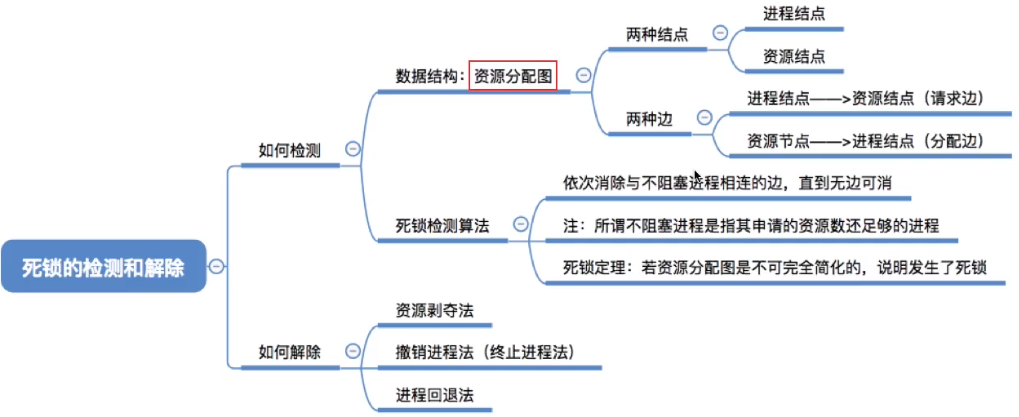 死锁的检测和解除
如何检测
数据结构：资源分配图
两种结点
进程结点
资源结点
两种边
进程结点——>资源结点（请求边）
资源节点——>进程结点（分配边）
死锁检测算法
依次消除与不阻塞进程相连的边，直到无边可消
注：所谓不阻塞进程是指其申请的资源数还足够的进程
死锁定理：若资源分配图是不可完全简化的，说明发生了死锁
如何解除
资源剥夺法
撤销进程法（终止进程法）
进程回退法